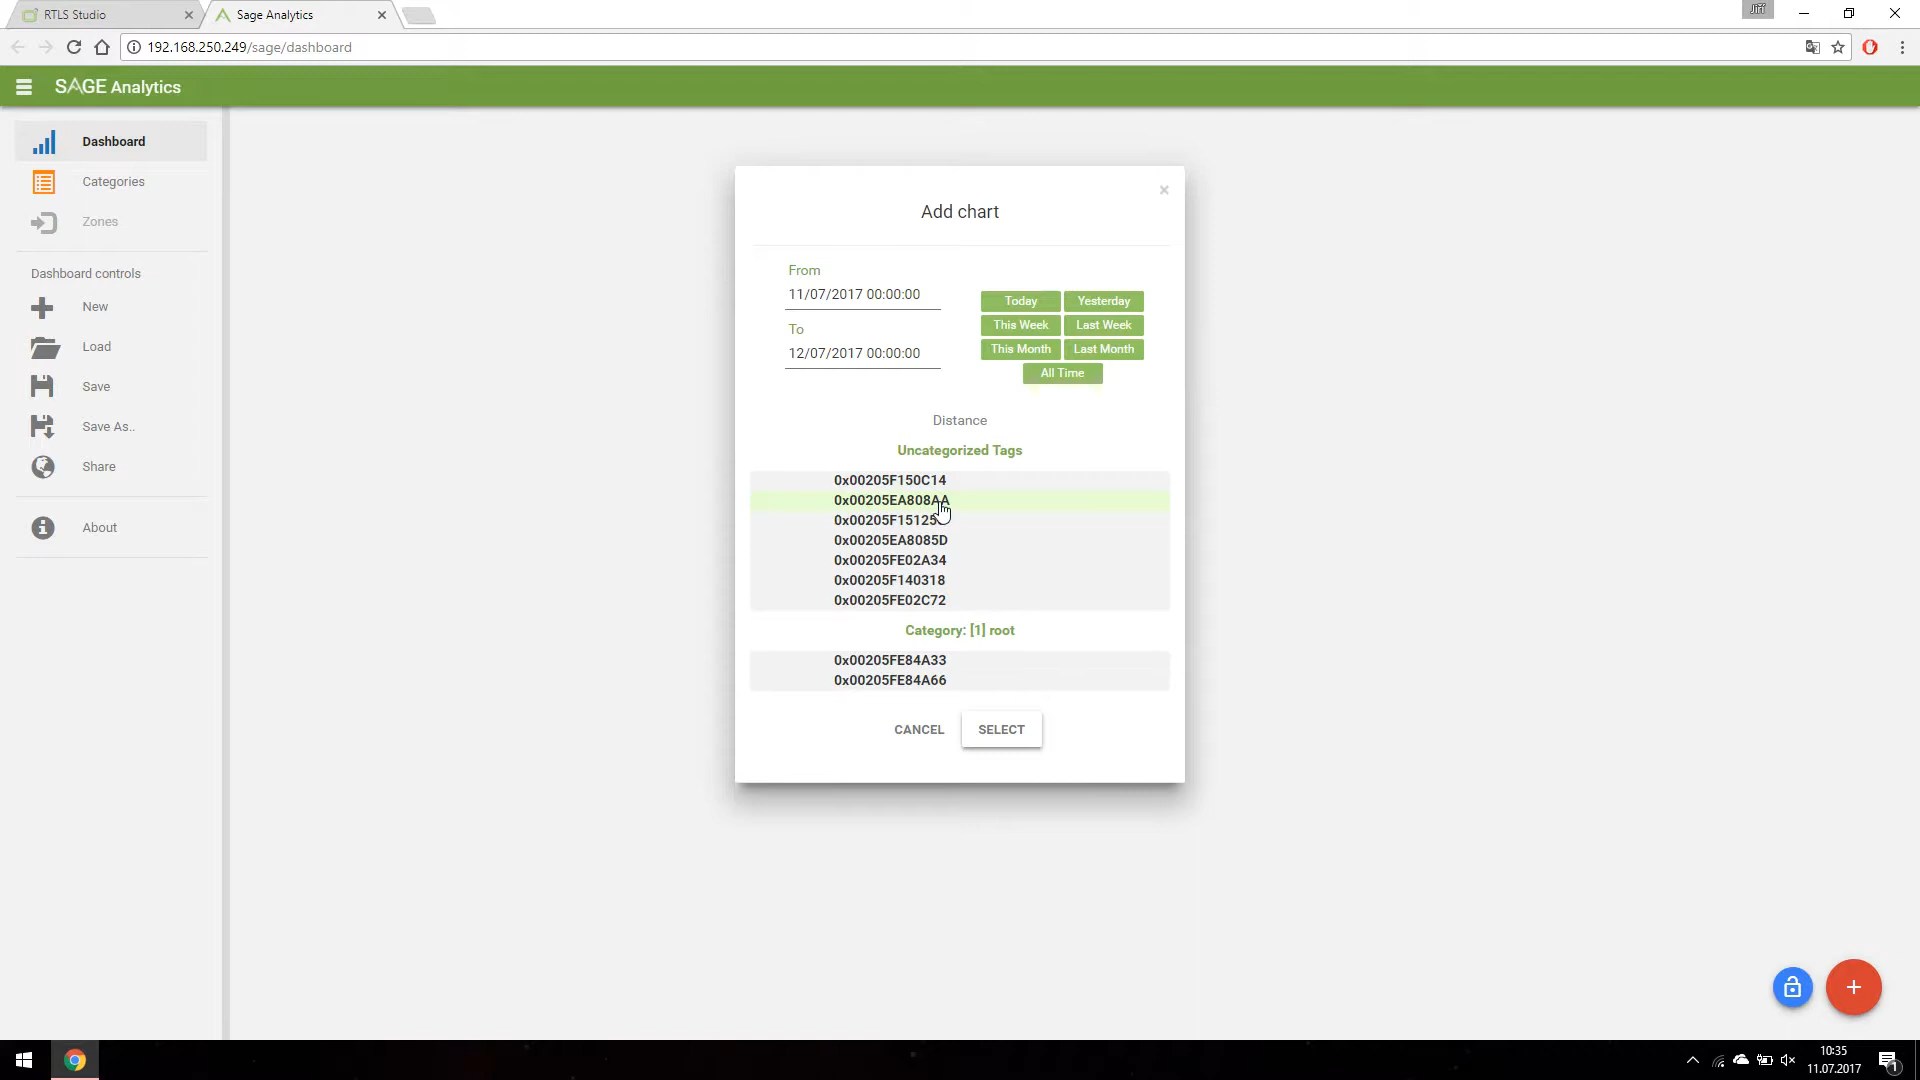 RTLS Studio
Sage Analytics
Jiří
192.168.250.249/sage/dashboard
SAGE Analytics
Dashboard
Categories
Zones
Dashboard controls
New
Load
Save
Save As..
Share
About
×
Add chart
From
11/07/2017 00:00:00
To
12/07/2017 00:00:00
Today
Yesterday
This Week
Last Week
This Month
Last Month
All Time
Distance
Uncategorized Tags
0x00205F150C14
0x00205EA808AA
0x00205EA8085D
0x00205FE02A34
0x00205F140318
0x00205FE02C72
Category: [1] root
0x00205FE84A33
0x00205FE84A66
CANCEL
SELECT
10:35
11.07.2017
1